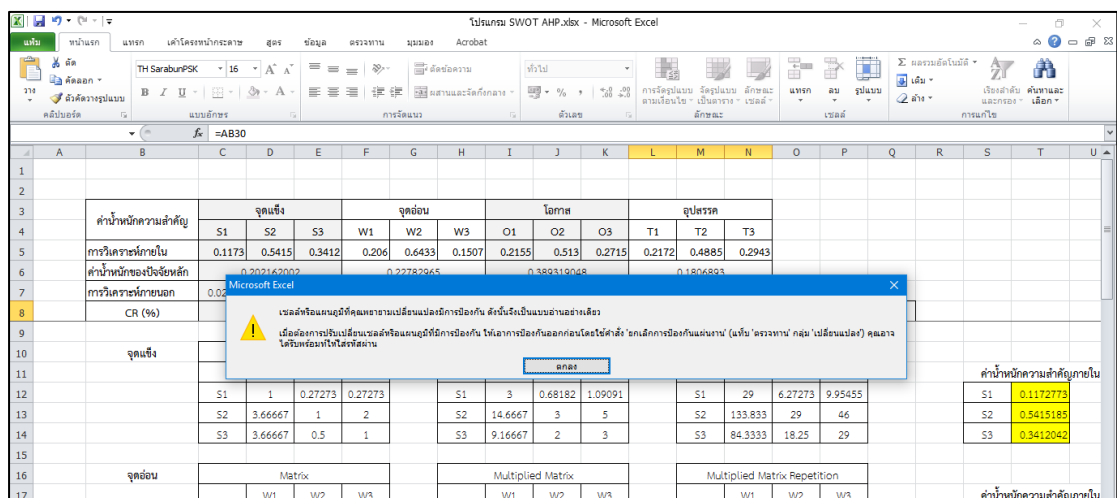 โปรแกรม SWOT AHP.xlsx - Microsoft Excel
แฟ้ม หน้าแรก แทรก เค้าโครงหน้ากระดาษ สูตร ข้อมูล ตรวจทาน มุมมอง Acrobat
วาง
ตัด
คัดลอก
ตัวคัดวางรูปแบบ
คลิปบอร์ด
TH SarabunPSK 16
B I U
แบบอักษร
ตัดข้อความ
ผสานและจัดกึ่งกลาง
การจัดแนว
ทั่วไป
ตัวเลข
การจัดรูปแบบตามเงื่อนไข
จัดรูปแบบเป็นตาราง
ลักษณะเซลล์
ลักษณะ
แทรก ลบ รูปแบบ
เซลล์
Σ ผลรวมอัตโนมัติ
เติม
ล้าง
เรียงลำดับและกรอง
ค้นหาและเลือก
การแก้ไข
fx =AB30
A B C D E F G H I J K L M N O P Q R S T U
1
2
3 ค่าน้ำหนักความสำคัญ จุดแข็ง จุดอ่อน โอกาส อุปสรรค
4 S1 S2 S3 W1 W2 W3 O1 O2 O3 T1 T2 T3
5 การวิเคราะห์ภายใน 0.1173 0.5415 0.3412 0.206 0.6433 0.1507 0.2155 0.513 0.2715 0.2172 0.4885 0.2943
6 ค่าน้ำหนักของปัจจัยหลัก 0.202162002 0.22782965 0.389319048 0.1806893
7 การวิเคราะห์ภายนอก 0.02
8 CR (%)
Microsoft Excel
เซลล์หรือแผนภูมิที่คุณพยายามเปลี่ยนแปลงมีการป้องกัน ดังนั้นจึงเป็นแบบอ่านอย่างเดียว
เมื่อต้องการปรับเปลี่ยนเซลล์หรือแผนภูมิที่มีการป้องกัน ให้เอาการป้องกันออกก่อนโดยใช้คำสั่ง 'ยกเลิกการป้องกันแผ่นงาน' (แท็บ 'ตรวจทาน' กลุ่ม 'เปลี่ยนแปลง') คุณอาจ
ได้รับพร้อมท์ให้ใส่รหัสผ่าน
ตกลง
9
10 จุดแข็ง
11 ค่าน้ำหนักความสำคัญภายใน
12 S1 1 0.27273 0.27273 S1 3 0.68182 1.09091 S1 29 6.27273 9.95455 S1 0.1172773
13 S2 3.66667 1 2 S2 14.6667 3 5 S2 133.833 29 46 S2 0.5415185
14 S3 3.66667 0.5 1 S3 9.16667 2 3 S3 84.3333 18.25 29 S3 0.3412042
15
16 จุดอ่อน Matrix Multiplied Matrix Multiplied Matrix Repetition
17 W1 W2 W3 W1 W2 W3 W1 W2 W3 ค่าน้ำหนักความสำคัญภายใน